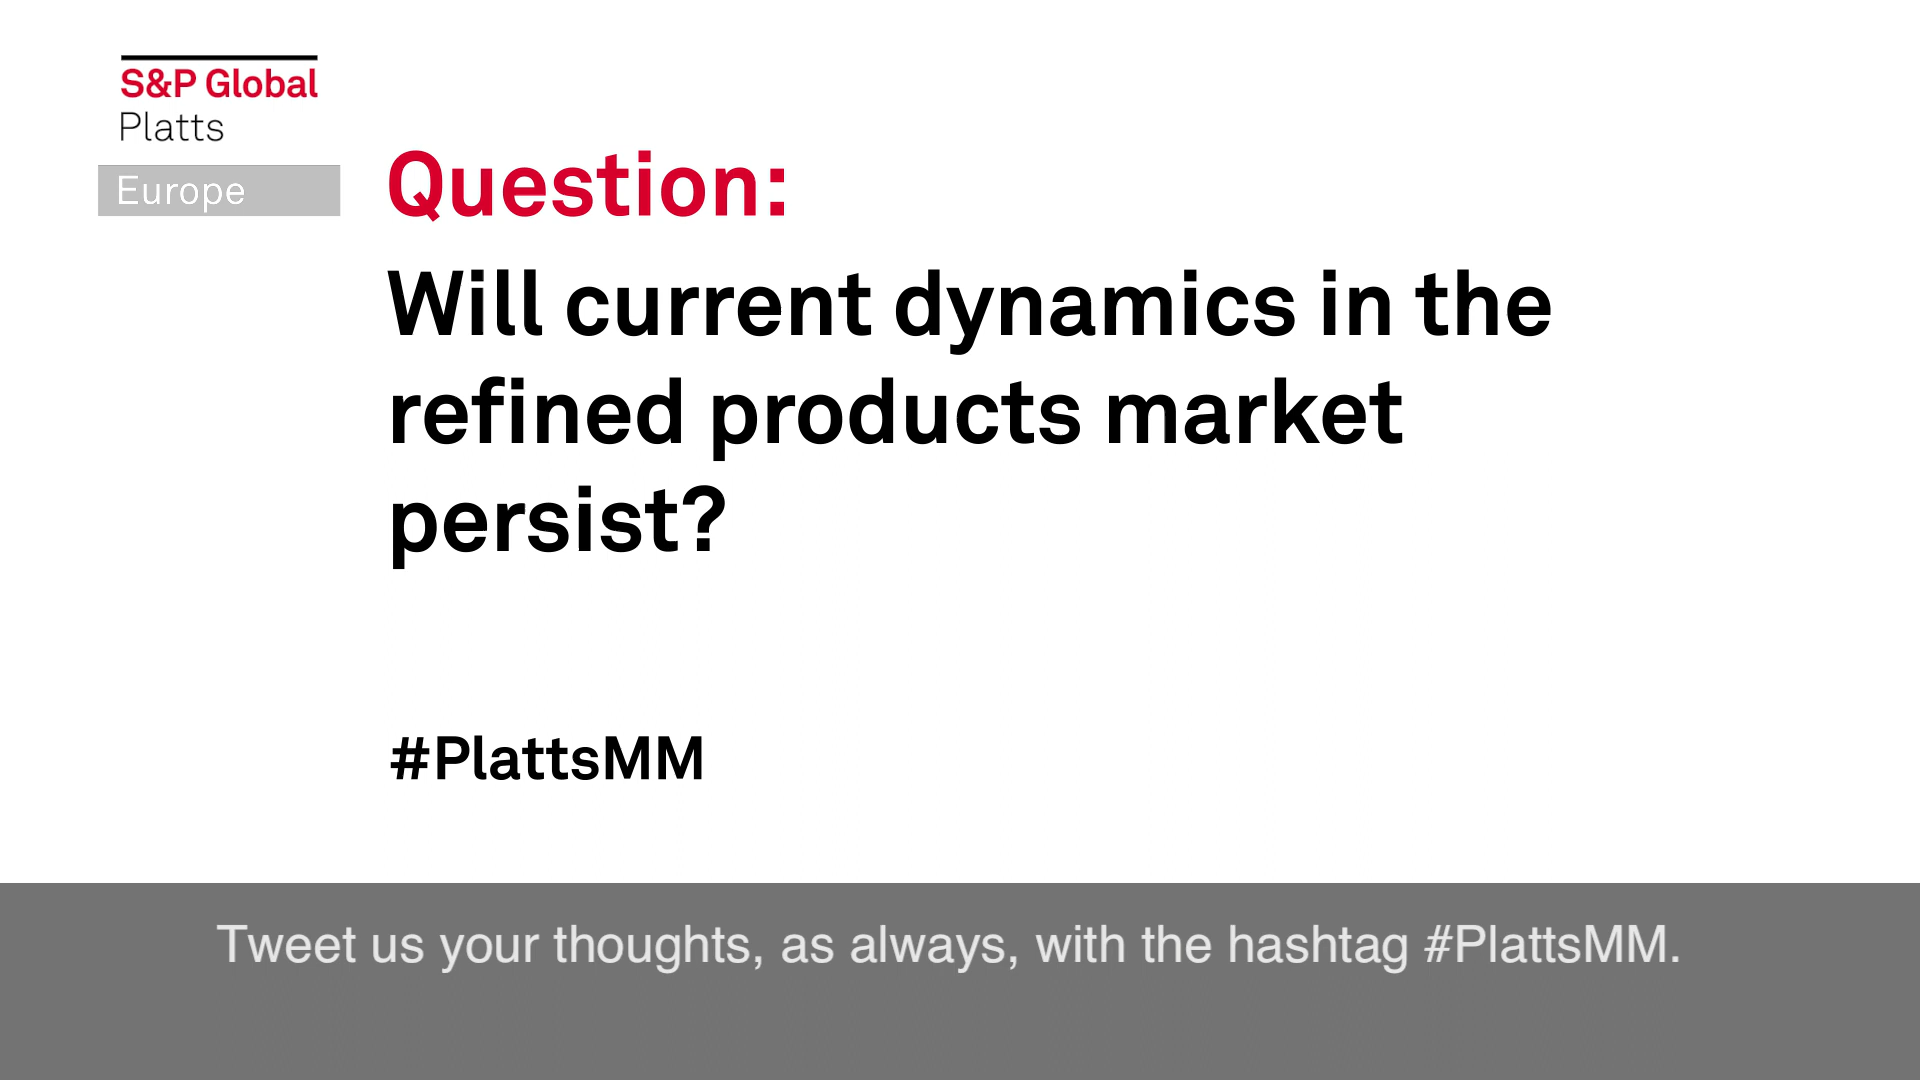 S&P Global
Platts
Europe
Question:
Will current dynamics in the
refined products market
persist?
#PlattsMM
Tweet us your thoughts, as always, with the hashtag #PlattsMM.